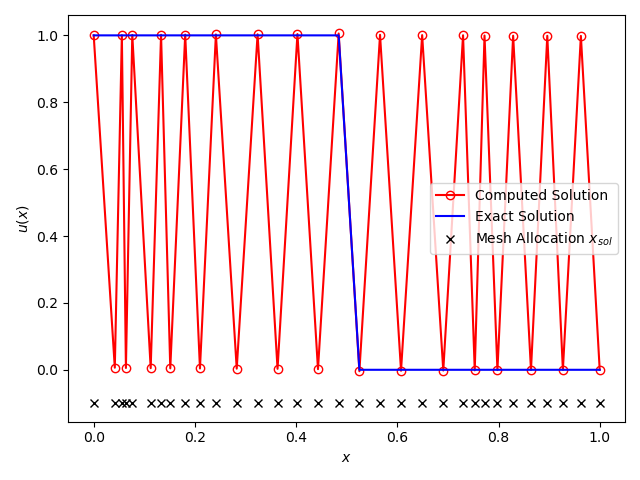 1.0
0.8
0.6
0.4
0.2
0.0
u(x)
Computed Solution
Exact Solution
Mesh Allocation x_sol
0.0 0.2 0.4 0.6 0.8 1.0
x